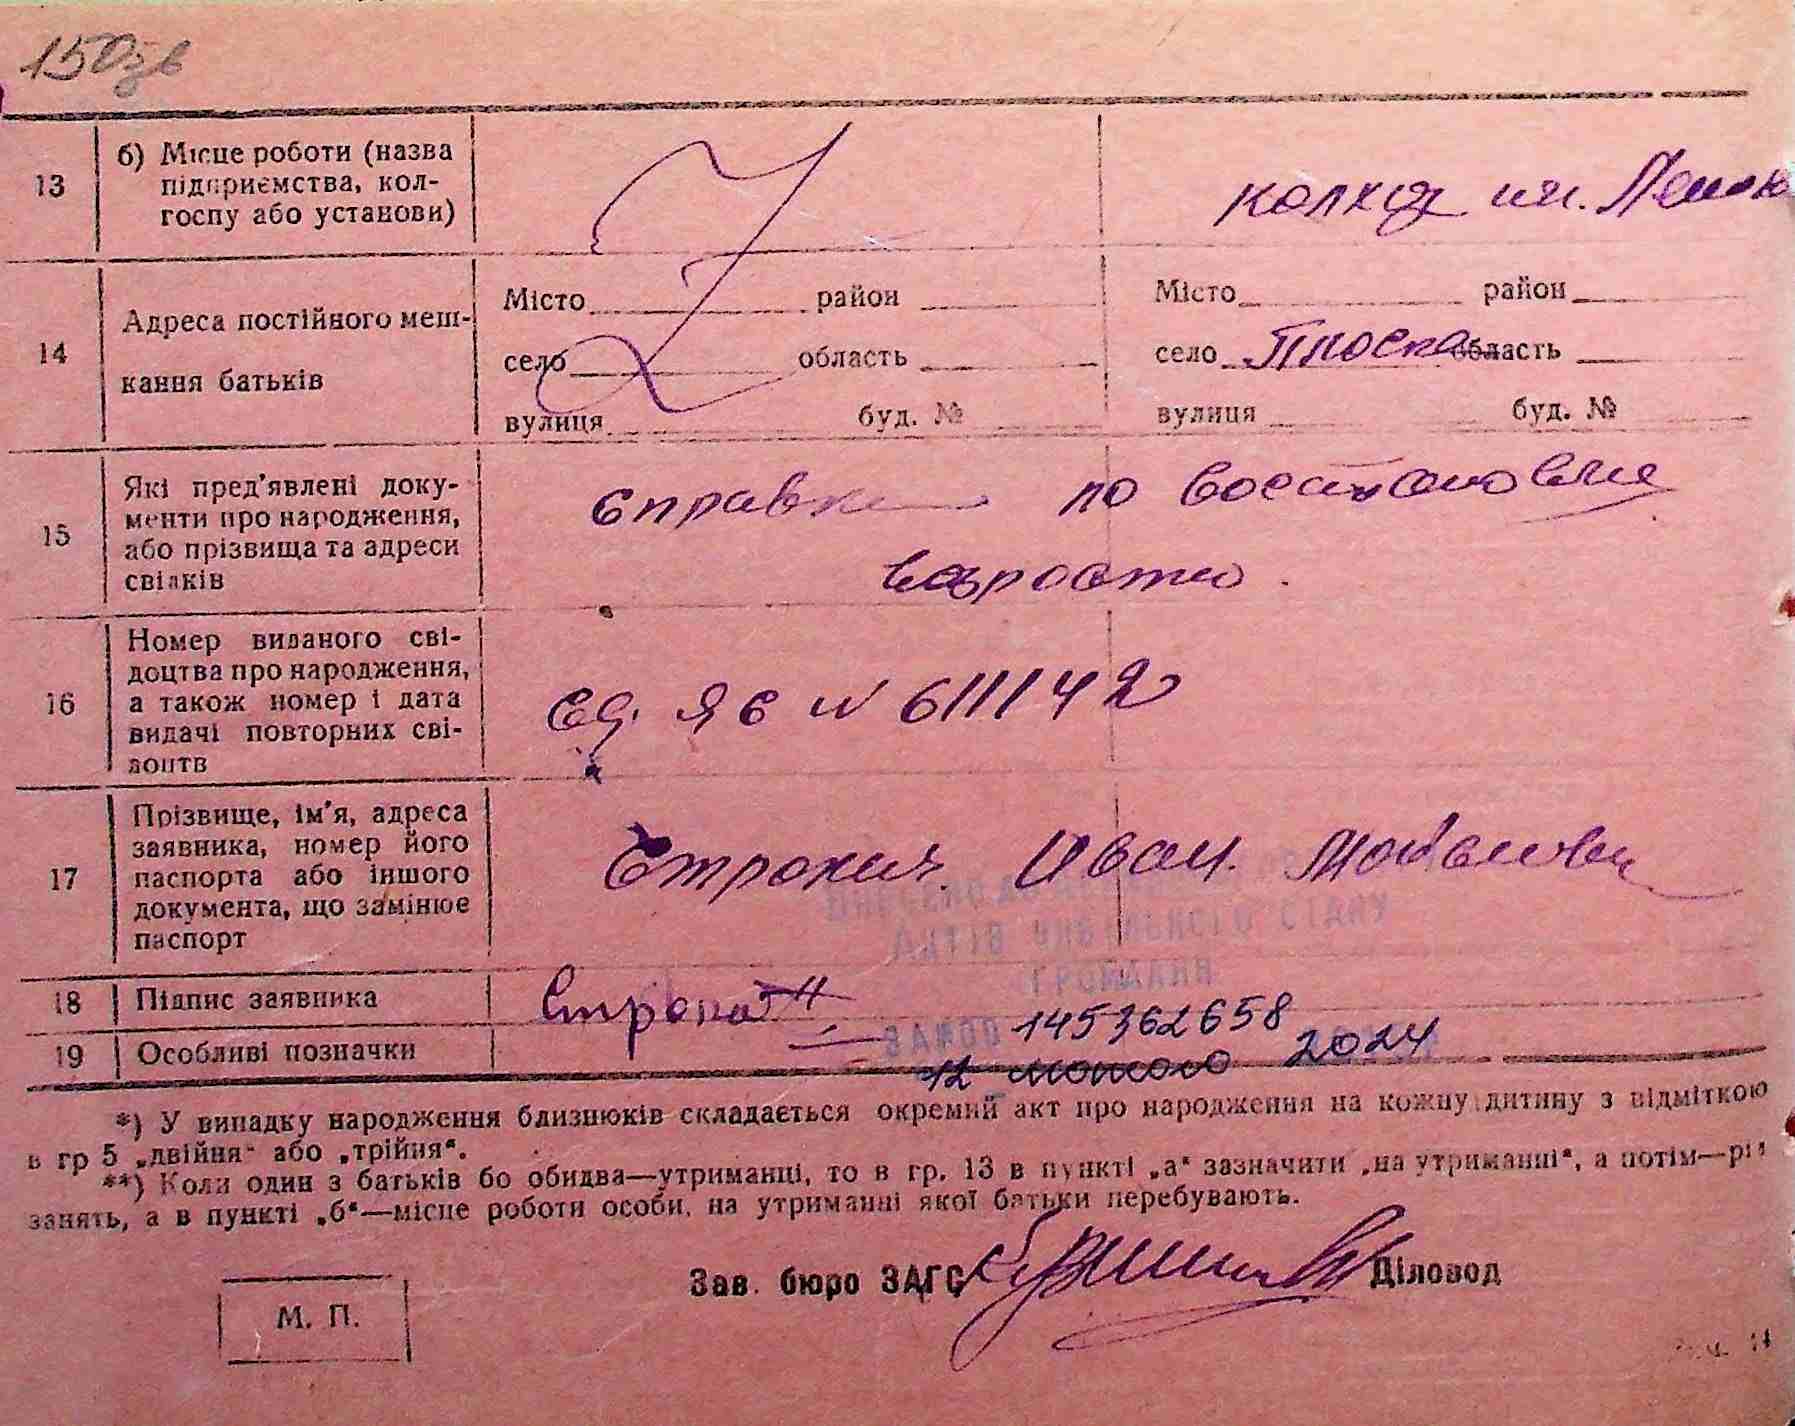 150зв
13 б) Місце роботи (назва
підприємства, кол-
госпу або установи)
колхоз им.
14 Адреса постійного меш-
кання батьків
Місто район
село область
вулиця буд. №
Місто район
село Плоска область
вулиця буд. №
15 Які пред'явлені доку-
менти про народження,
або прізвища та адреси
свідків
справка по
16 Номер виданого сві-
доцтва про народження,
а також номер і дата
видачі повторних сві-
доцтв
св. ЯЄ № 611142
17 Прізвище, ім'я, адреса
заявника, номер його
паспорта або іншого
документа, що замінює
паспорт
Иван
АКТІВ ЦИВІЛЬНОГО СТАНУ
ГРОМАДЯН
18 Підпис заявника
145362658
19 Особливі позначки
12 лютого 2024
*) У випадку народження близнюків складається окремий акт про народження на кожну дитину з відміткою
в гр 5 „двійня“ або „трійня“.
**) Коли один з батьків бо обидва—утриманці, то в гр. 13 в пункті „а“ зазначити „на утриманні“, а потім—рід
занять, а в пункті „б“—місце роботи особи, на утриманні якої батьки перебувають.
Зав. бюро ЗАГС Діловод
М. П.